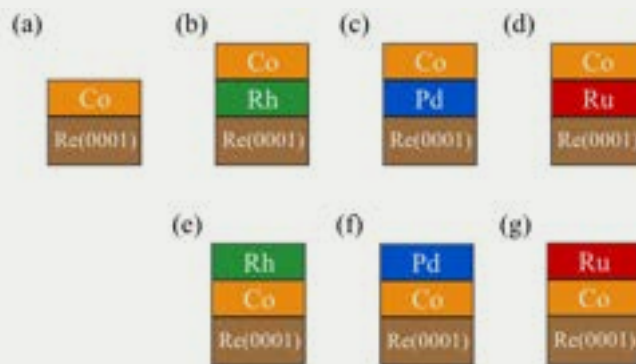 (a)
Co
Re(0001)
(b)
Co
Rh
Re(0001)
(c)
Co
Pd
Re(0001)
(d)
Co
Ru
Re(0001)
(e)
Rh
Co
Re(0001)
(f)
Pd
Co
Re(0001)
(g)
Ru
Co
Re(0001)